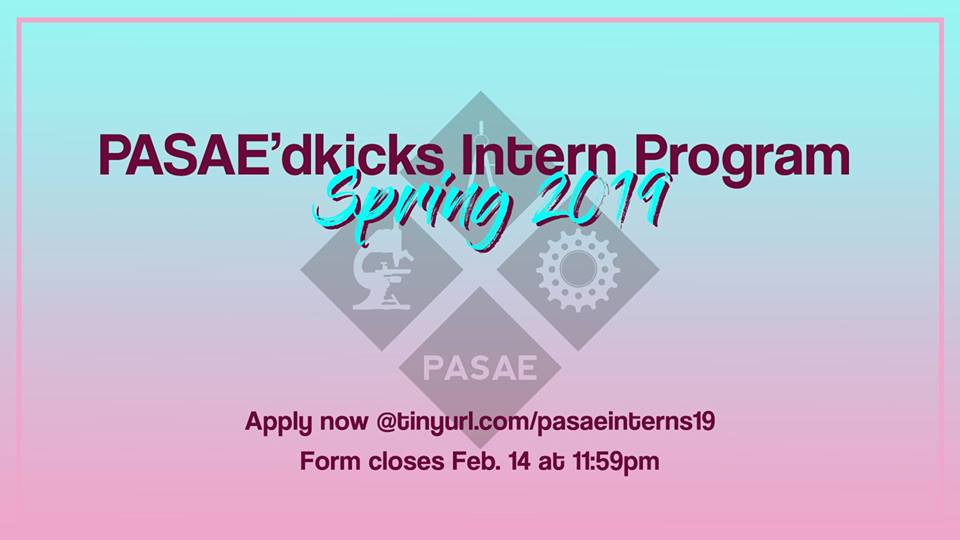 PASAE'dkicks Intern Program
Spring 2019
PASAE
Apply now @tinyurl.com/pasaeinterns19
Form closes Feb. 14 at 11:59pm